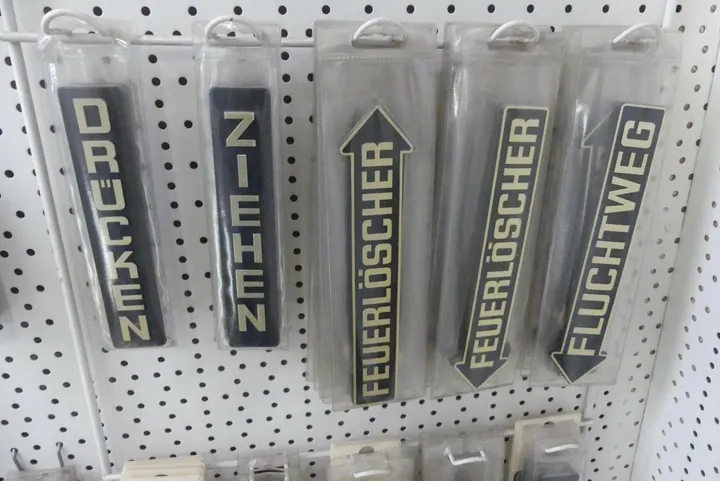 DRÜCKEN
ZIEHEN
FEUERLÖSCHER
FEUERLÖSCHER
FLUCHTWEG